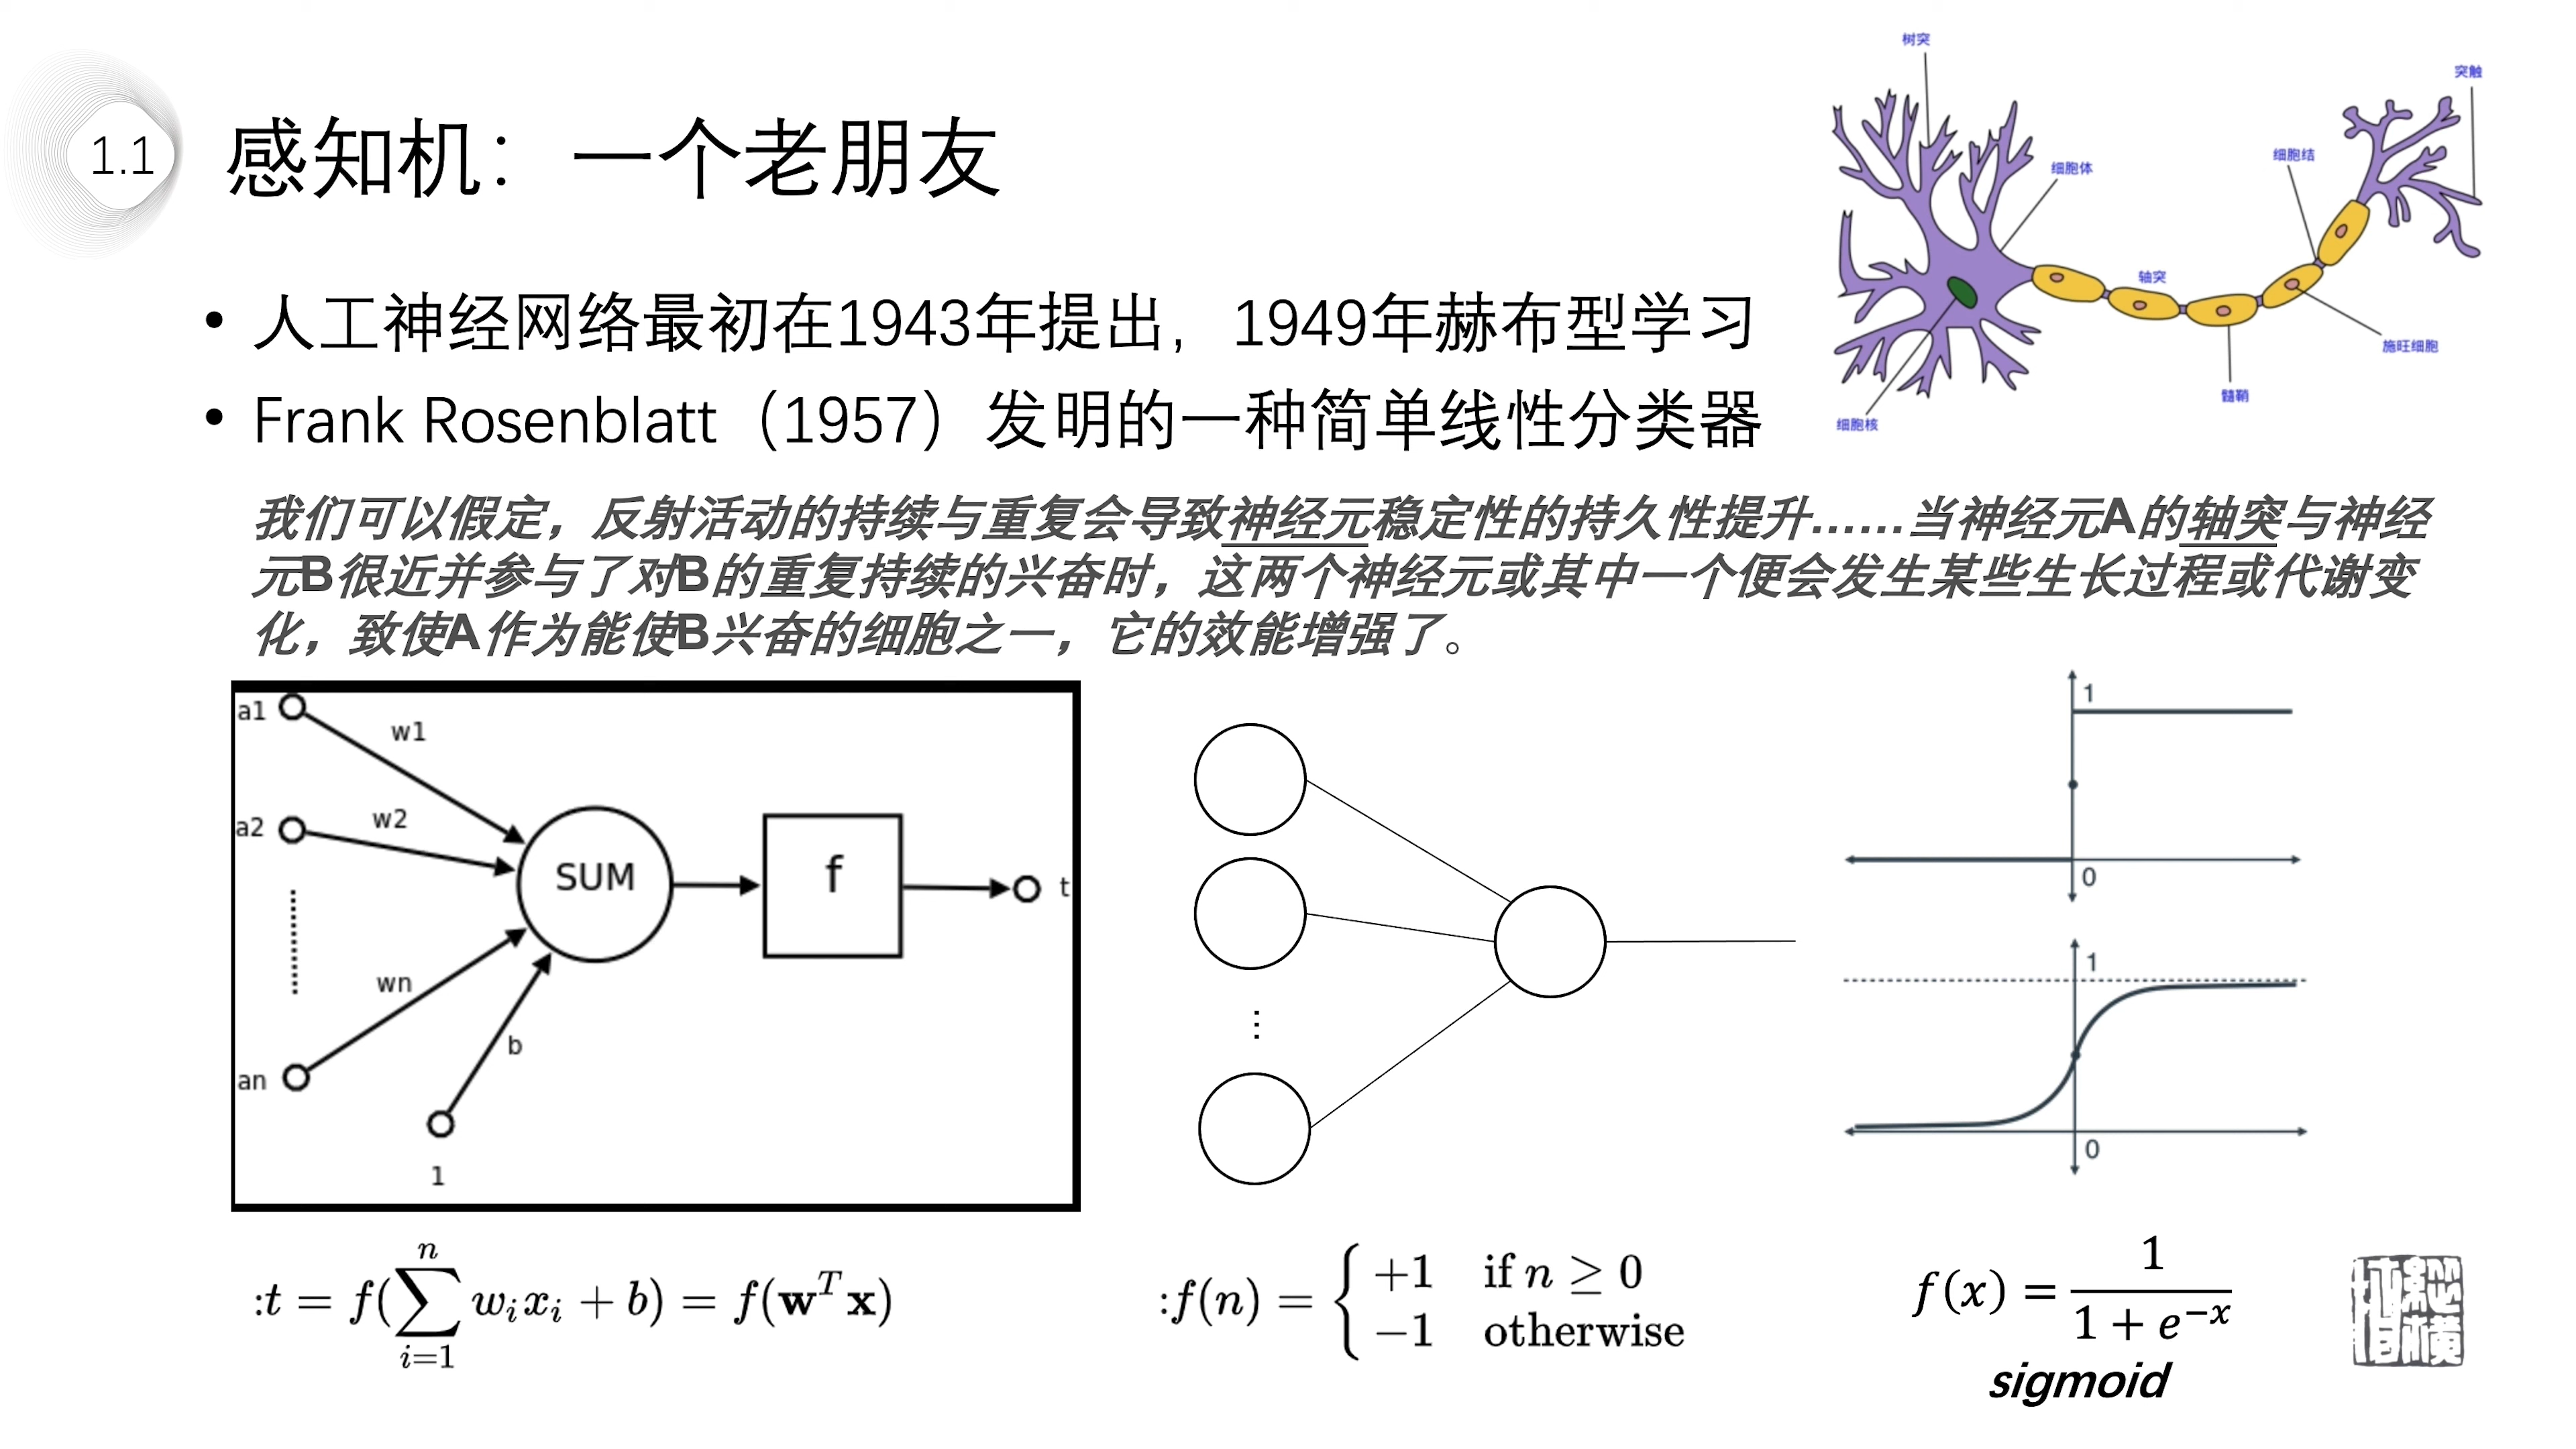 1.1
感知机：一个老朋友
• 人工神经网络最初在1943年提出，1949年赫布型学习
• Frank Rosenblatt（1957）发明的一种简单线性分类器
树突
突触
细胞体
细胞结
轴突
施旺细胞
髓鞘
细胞核
我们可以假定，反射活动的持续与重复会导致神经元稳定性的持久性提升……当神经元A的轴突与神经
元B很近并参与了对B的重复持续的兴奋时，这两个神经元或其中一个便会发生某些生长过程或代谢变
化，致使A作为能使B兴奋的细胞之一，它的效能增强了。
a1
w1
a2
w2
SUM
f
t
wn
an
b
1
⋮
1
0
1
0
:t = f(∑_{i=1}^{n} w_i x_i + b) = f(𝐰^T 𝐱)
:f(n) = { +1 if n ≥ 0
−1 otherwise
f(x) = 1 / (1 + e^{−x})
sigmoid